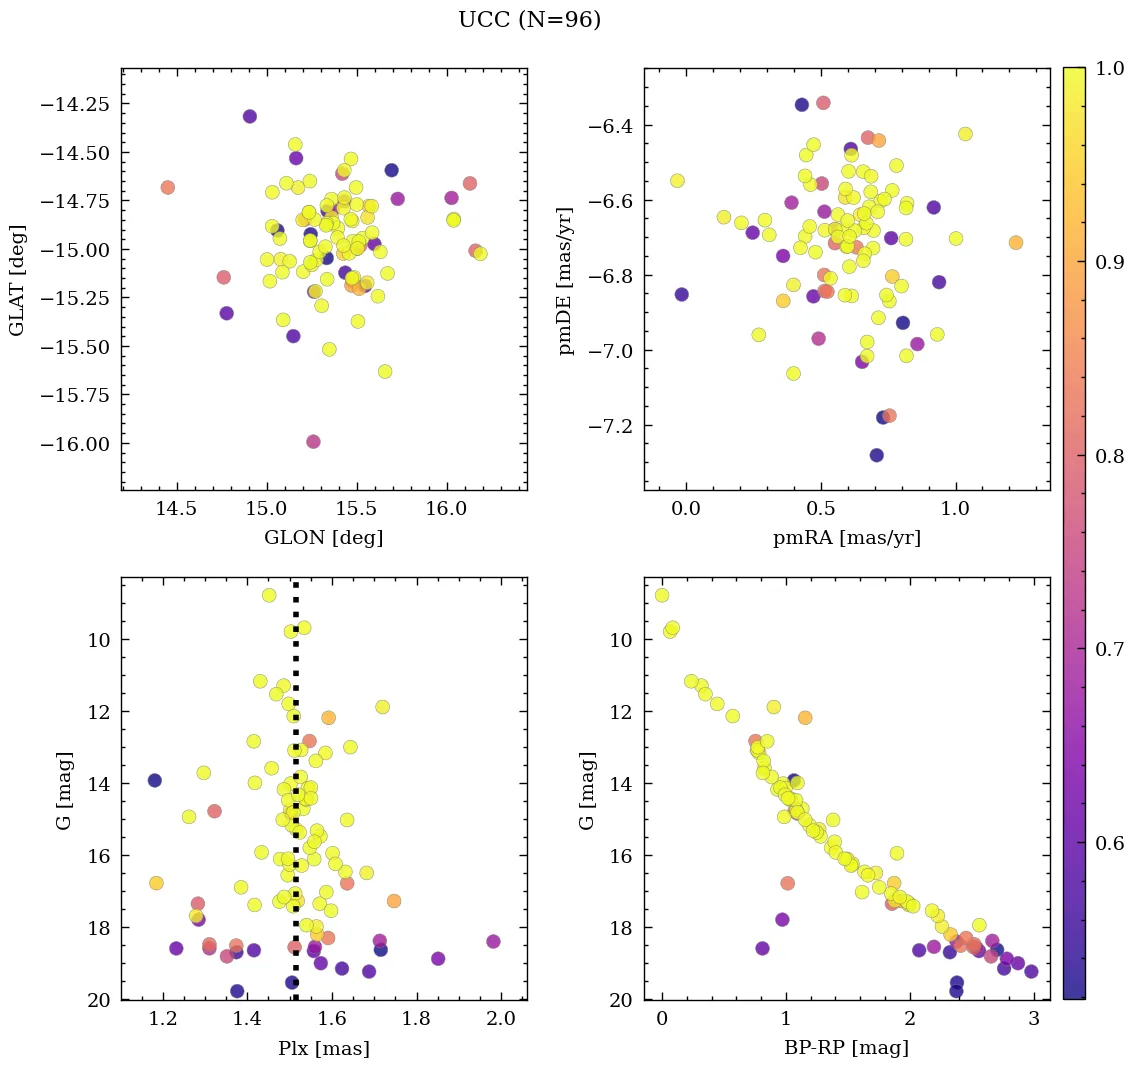 UCC (N=96)
−14.25
−14.50
−14.75
−15.00
−15.25
−15.50
−15.75
−16.00
GLAT [deg]
14.5 15.0 15.5 16.0
GLON [deg]
−6.4
−6.6
−6.8
−7.0
−7.2
pmDE [mas/yr]
0.0 0.5 1.0
pmRA [mas/yr]
10
12
14
16
18
20
G [mag]
1.2 1.4 1.6 1.8 2.0
Plx [mas]
10
12
14
16
18
20
G [mag]
0 1 2 3
BP-RP [mag]
1.0
0.9
0.8
0.7
0.6